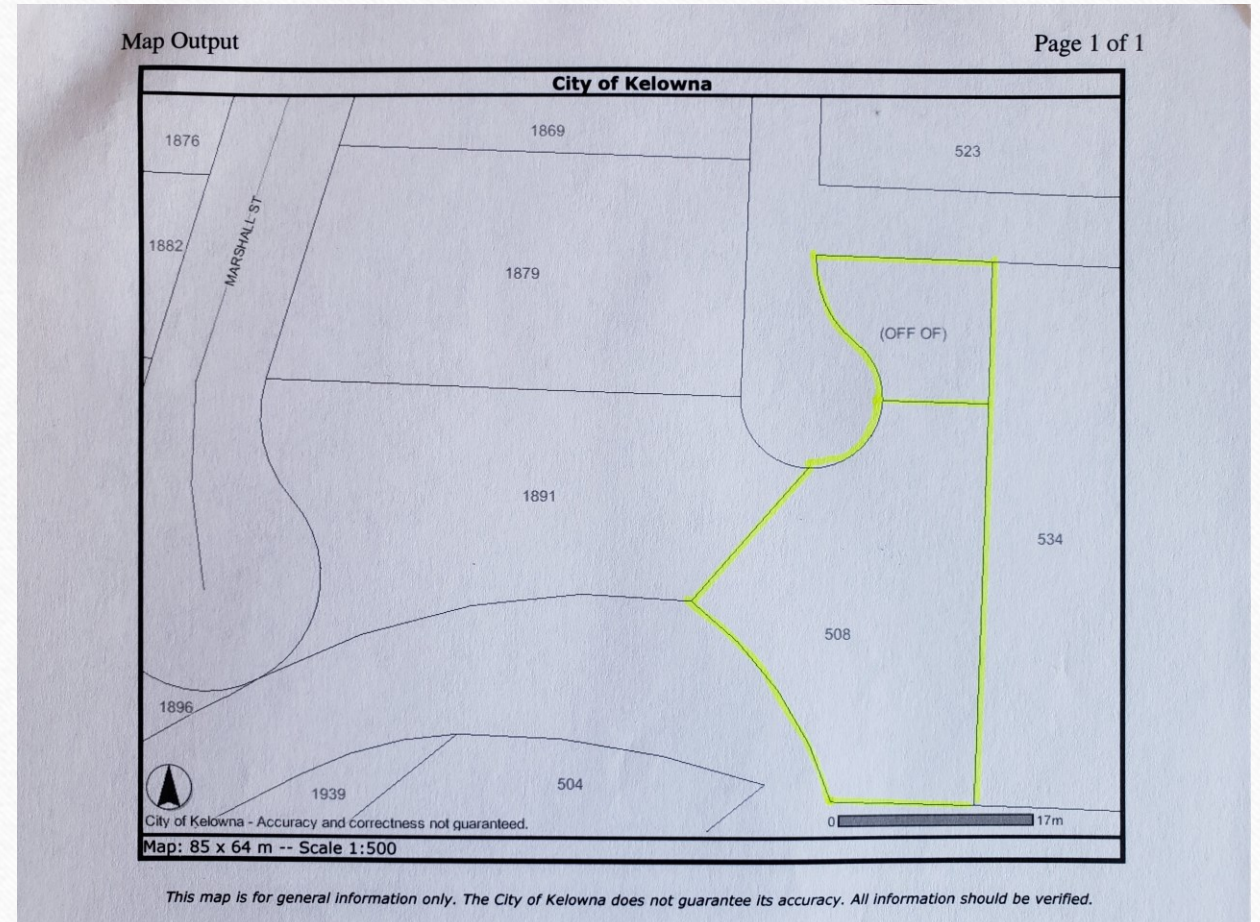 Map Output
Page 1 of 1
City of Kelowna
1876
1869
523
1882
MARSHALL ST
1879
(OFF OF)
1891
534
508
1896
504
1939
City of Kelowna - Accuracy and correctness not guaranteed.
0
17m
Map: 85 x 64 m -- Scale 1:500
This map is for general information only. The City of Kelowna does not guarantee its accuracy. All information should be verified.